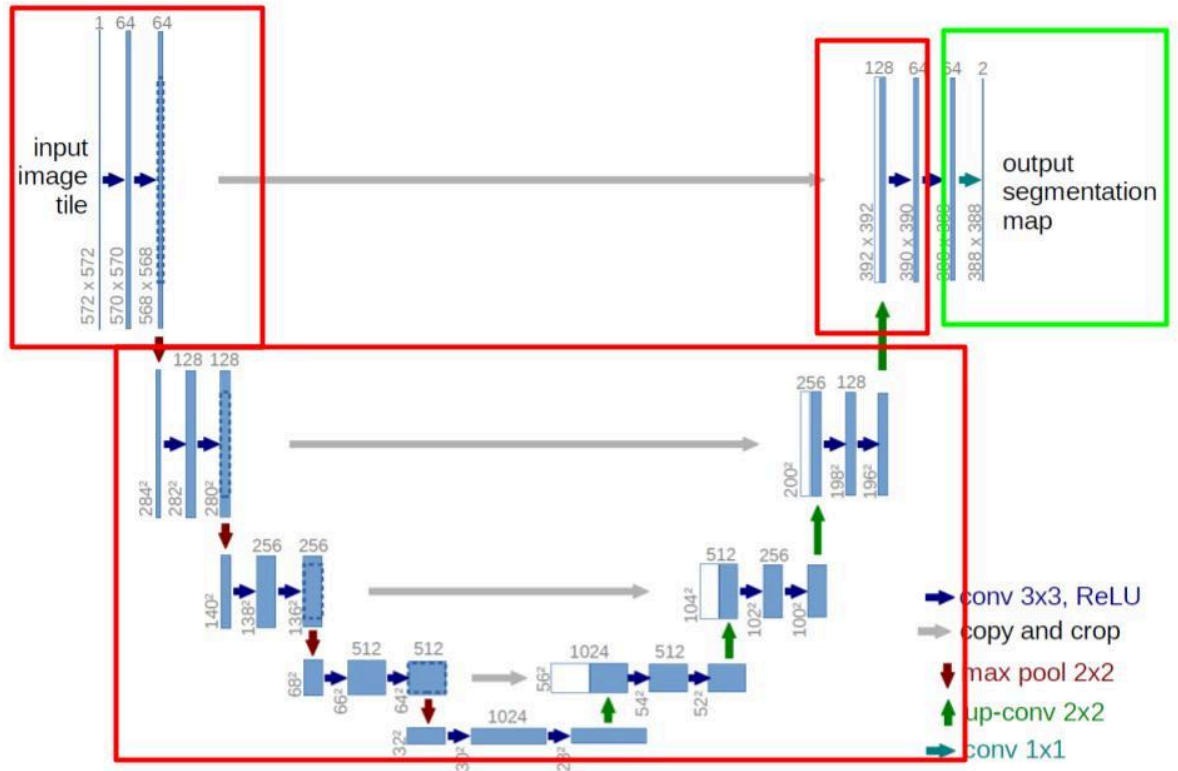 1 64 64
128 64 64 2
input
image
tile
output
segmentation
map
572 x 572
570 x 570
568 x 568
392 x 392
390 x 390
388 x 388
128 128
256 128
284²
282²
280²
200²
198²
196²
256 256
512 256
140²
138²
136²
104²
102²
100²
conv 3x3, ReLU
copy and crop
max pool 2x2
up-conv 2x2
conv 1x1
512 512
1024 512
68²
66²
64²
56²
54²
52²
1024
32²